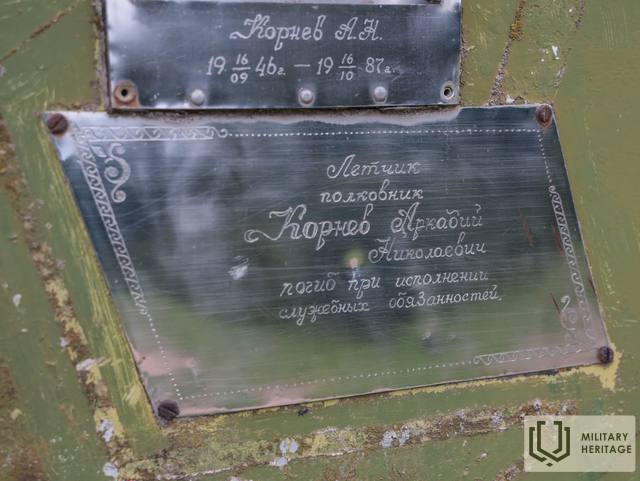 Корнев А.Н.
19 16/09 46г. – 19 16/10 87г.
Летчик
полковник
Корнев Аркадий
Николаевич
погиб при исполнении
служебных обязанностей.
MILITARY
HERITAGE